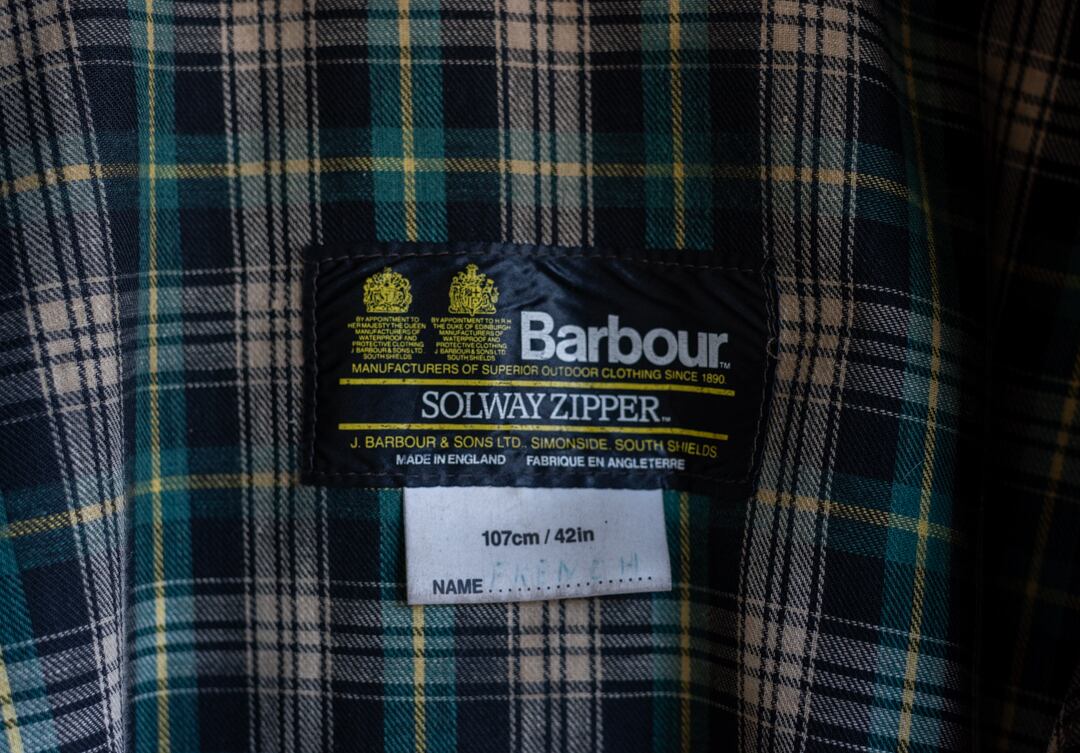 BY APPOINTMENT TO
HER MAJESTY THE QUEEN
MANUFACTURERS OF
WATERPROOF AND
PROTECTIVE CLOTHING
J BARBOUR & SONS LTD
SOUTH SHIELDS
BY APPOINTMENT TO H R H
THE DUKE OF EDINBURGH
MANUFACTURERS OF
WATERPROOF AND
PROTECTIVE CLOTHING
J BARBOUR & SONS LTD
SOUTH SHIELDS
Barbour™
MANUFACTURERS OF SUPERIOR OUTDOOR CLOTHING SINCE 1890.
SOLWAY ZIPPER™
J. BARBOUR & SONS LTD., SIMONSIDE, SOUTH SHIELDS
MADE IN ENGLAND FABRIQUE EN ANGLETERRE
107cm / 42in
NAME FRENCH